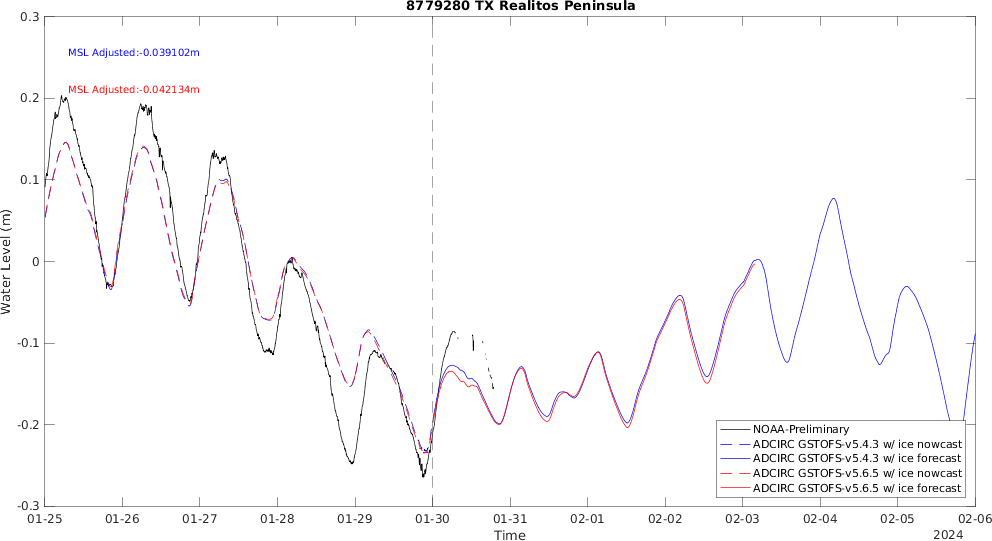 8779280 TX Realitos Peninsula
0.3
MSL Adjusted:-0.039102m
MSL Adjusted:-0.042134m
0.2
0.1
0
-0.1
-0.2
-0.3
Water Level (m)
NOAA-Preliminary
ADCIRC GSTOFS-v5.4.3 w/ ice nowcast
ADCIRC GSTOFS-v5.4.3 w/ ice forecast
ADCIRC GSTOFS-v5.6.5 w/ ice nowcast
ADCIRC GSTOFS-v5.6.5 w/ ice forecast
01-25 01-26 01-27 01-28 01-29 01-30 01-31 02-01 02-02 02-03 02-04 02-05 02-06
Time
2024